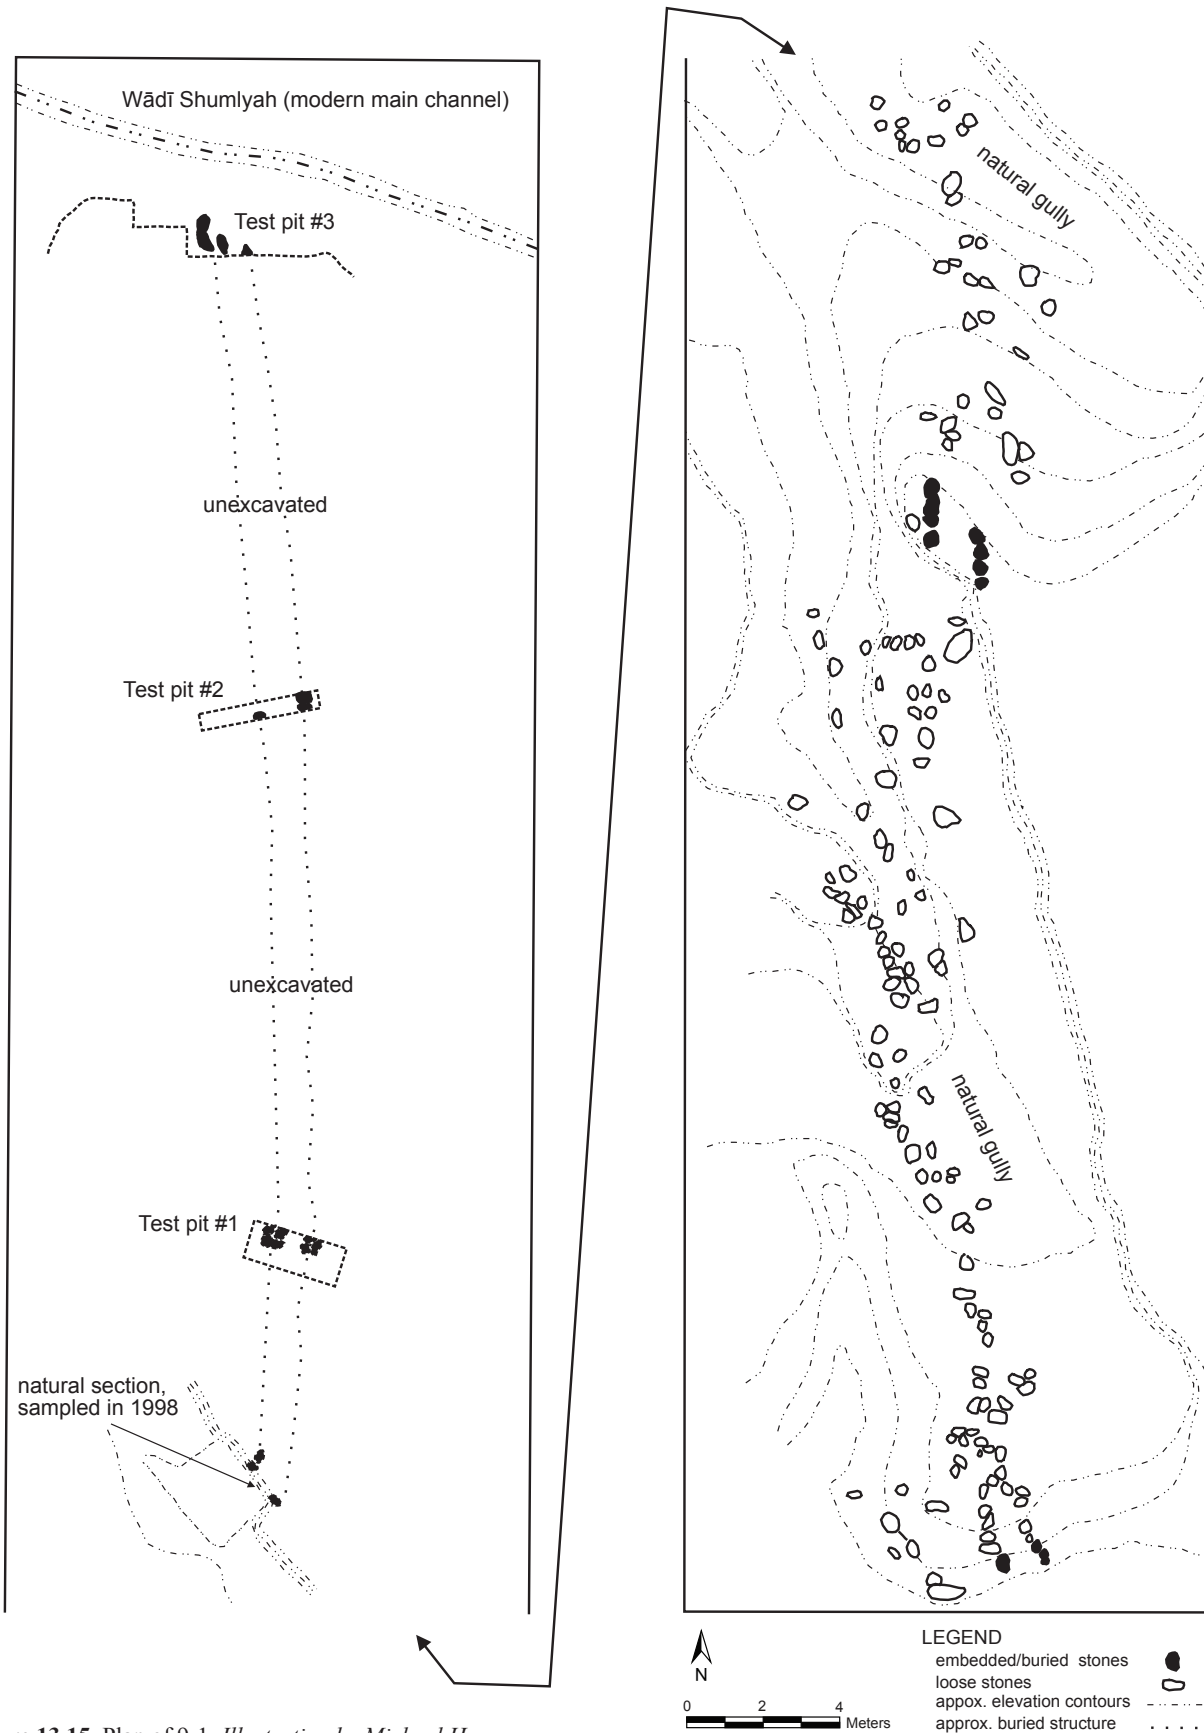 Wādī Shumlyah (modern main channel)
Test pit #3
unexcavated
Test pit #2
unexcavated
Test pit #1
natural section,
sampled in 1998
natural gully
natural gully
N
0 2 4
Meters
LEGEND
embedded/buried stones
loose stones
appox. elevation contours
approx. buried structure
13.15. Plan of 9-1. Illustration by Michael H